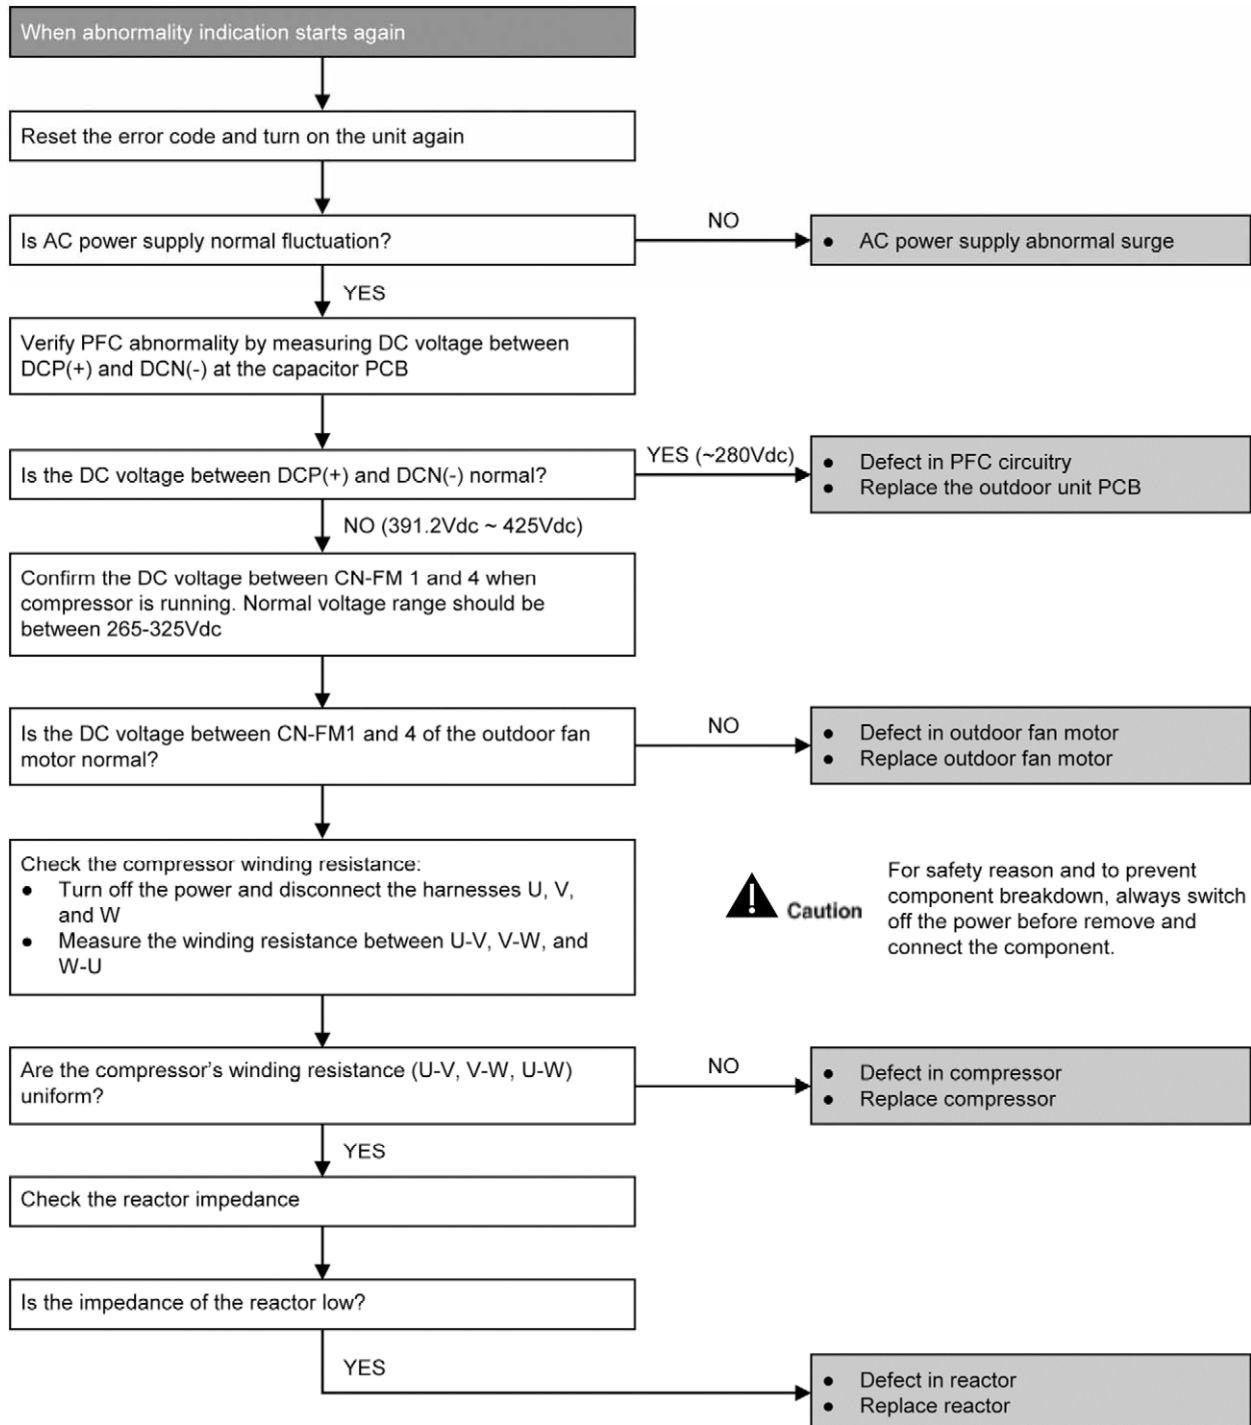 When abnormality indication starts again
Reset the error code and turn on the unit again
Is AC power supply normal fluctuation?
NO
● AC power supply abnormal surge
YES
Verify PFC abnormality by measuring DC voltage between
DCP(+) and DCN(-) at the capacitor PCB
Is the DC voltage between DCP(+) and DCN(-) normal?
YES (~280Vdc)
● Defect in PFC circuitry
● Replace the outdoor unit PCB
NO (391.2Vdc ~ 425Vdc)
Confirm the DC voltage between CN-FM 1 and 4 when
compressor is running. Normal voltage range should be
between 265-325Vdc
Is the DC voltage between CN-FM1 and 4 of the outdoor fan
motor normal?
NO
● Defect in outdoor fan motor
● Replace outdoor fan motor
Check the compressor winding resistance:
● Turn off the power and disconnect the harnesses U, V,
and W
● Measure the winding resistance between U-V, V-W, and
W-U
Caution
For safety reason and to prevent
component breakdown, always switch
off the power before remove and
connect the component.
Are the compressor’s winding resistance (U-V, V-W, U-W)
uniform?
NO
● Defect in compressor
● Replace compressor
YES
Check the reactor impedance
Is the impedance of the reactor low?
YES
● Defect in reactor
● Replace reactor